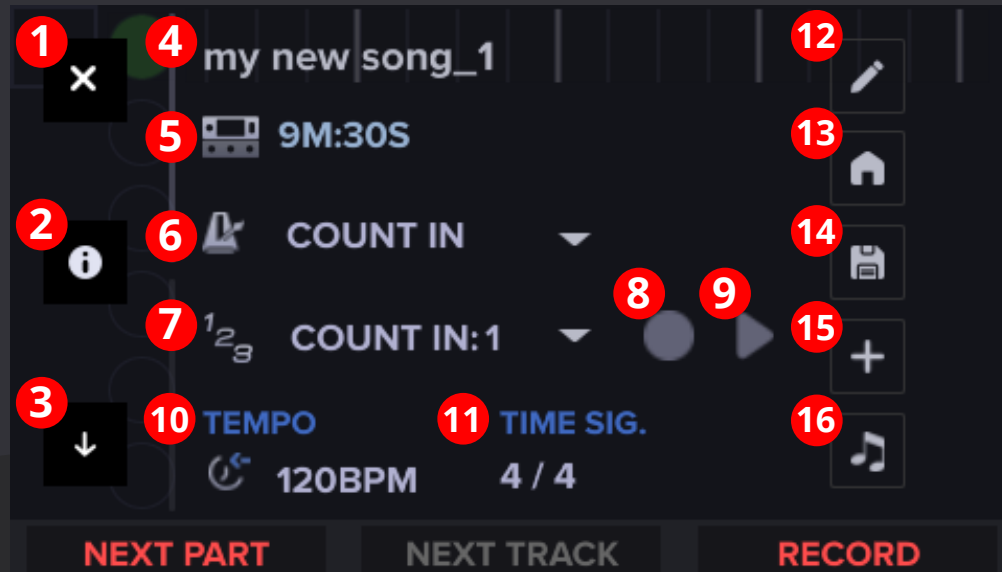 1 4 my new song_1 12
5 9M:30S 13
2 6 COUNT IN 14
8 9
7 123 COUNT IN: 1 15
3 10 TEMPO 11 TIME SIG. 16
120BPM 4 / 4
NEXT PART NEXT TRACK RECORD